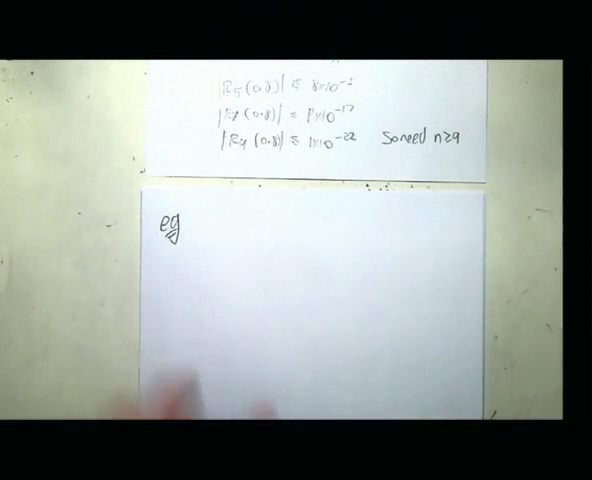 |R5(0.8)| ≤ 8×10^-7
|R7(0.8)| ≤ 1×10^-17
|R9(0.8)| ≤ 1×10^-22 So need n≥9
eg